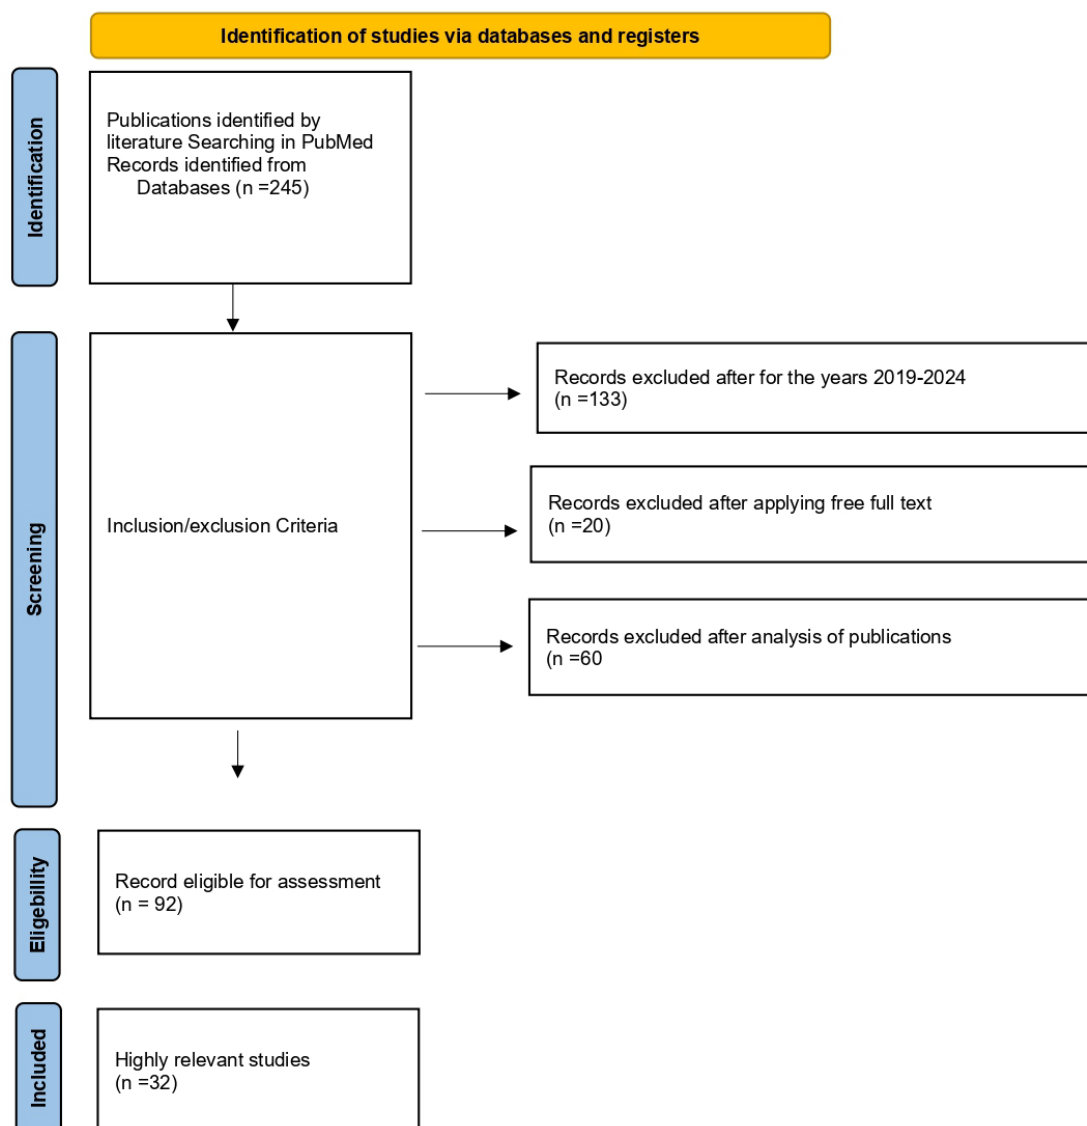 Identification of studies via databases and registers
Identification
Publications identified by
literature Searching in PubMed
Records identified from
Databases (n =245)
Screening
Inclusion/exclusion Criteria
Records excluded after for the years 2019-2024
(n =133)
Records excluded after applying free full text
(n =20)
Records excluded after analysis of publications
(n =60
Eligebillity
Record eligible for assessment
(n = 92)
Included
Highly relevant studies
(n =32)